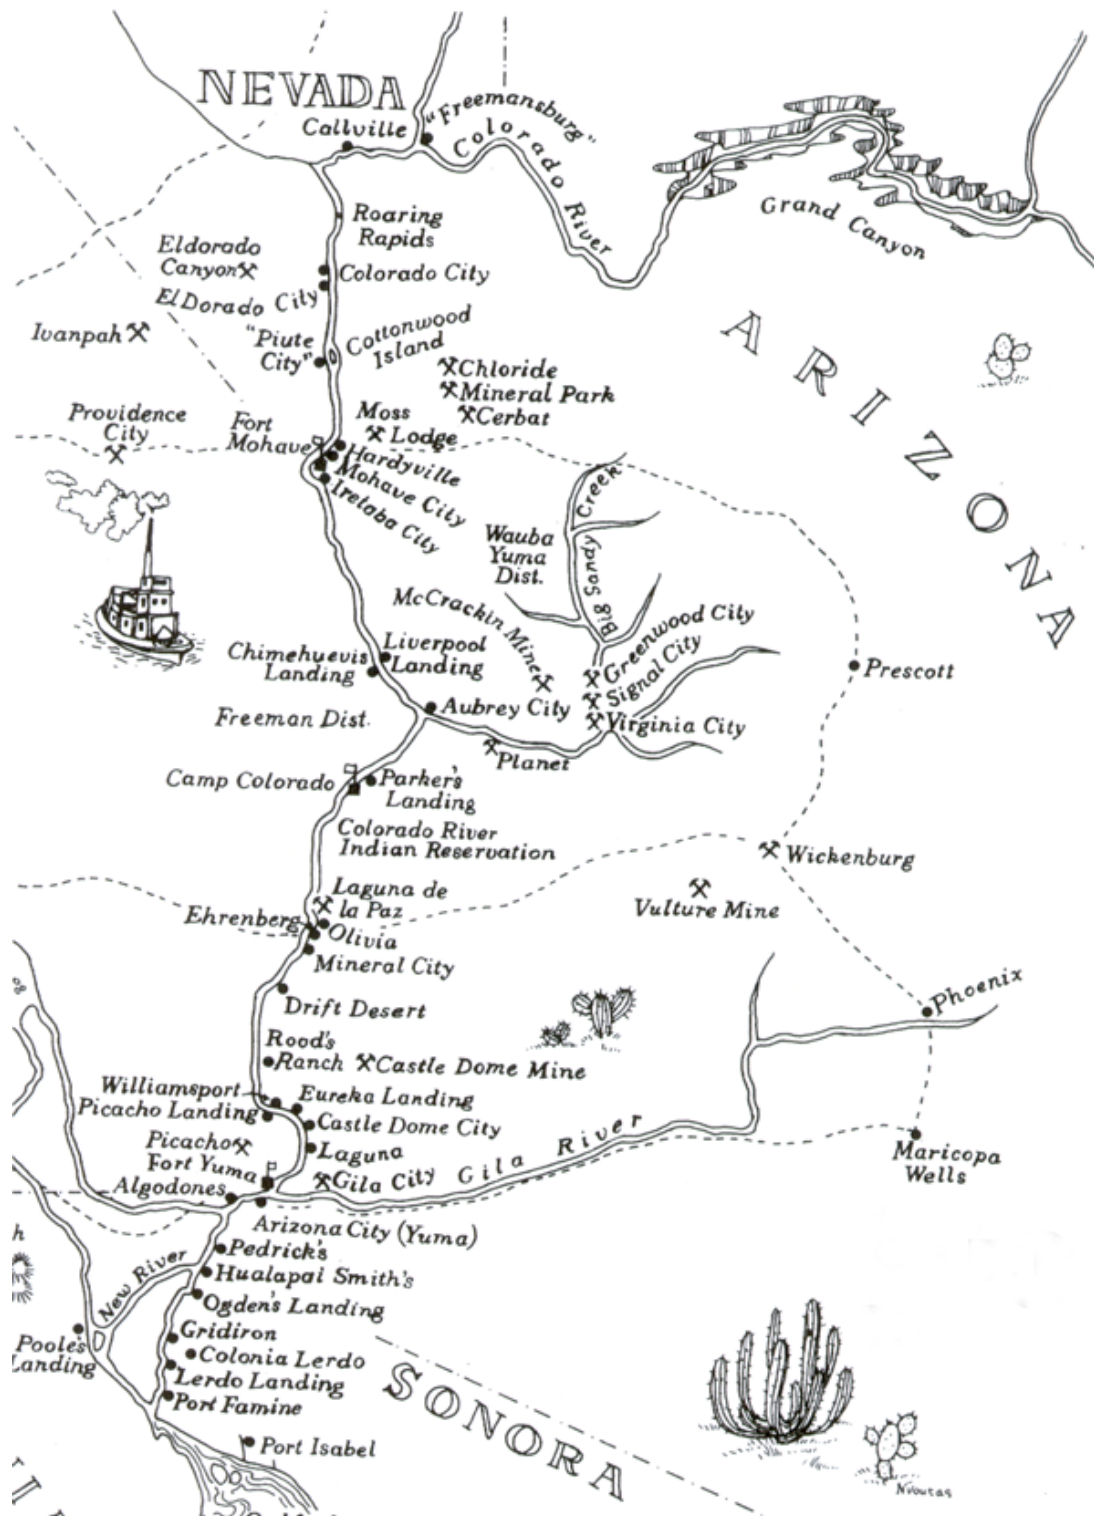 NEVADA
Callville
"Freemansburg"
Colorado River
Grand Canyon
Roaring
Rapids
Eldorado
Canyon
Colorado City
El Dorado City
Ivanpah
"Piute
City"
Cottonwood
Island
ARIZONA
Chloride
Mineral Park
Cerbat
Providence
City
Fort
Mohave
Moss
Lodge
Hardyville
Mohave City
Iretaba City
Wauba
Yuma
Dist.
Big Sandy Creek
McCrackin Mine
Greenwood City
Signal City
Virginia City
Liverpool
Landing
Chimehuevis
Landing
Prescott
Aubrey City
Freeman Dist.
Planet
Camp Colorado
Parker's
Landing
Colorado River
Indian Reservation
Wickenburg
Vulture Mine
Laguna de
la Paz
Ehrenberg
Olivia
Mineral City
Drift Desert
Phoenix
Rood's
Ranch
Castle Dome Mine
Williamsport
Eureka Landing
Picacho Landing
Castle Dome City
Picacho
Laguna
Fort Yuma
Gila City
Gila River
Maricopa
Wells
Algodones
Arizona City (Yuma)
Pedrick's
Hualapai Smith's
New River
Ogden's Landing
Gridiron
Poole's
Landing
Colonia Lerdo
Lerdo Landing
Port Famine
SONORA
Port Isabel